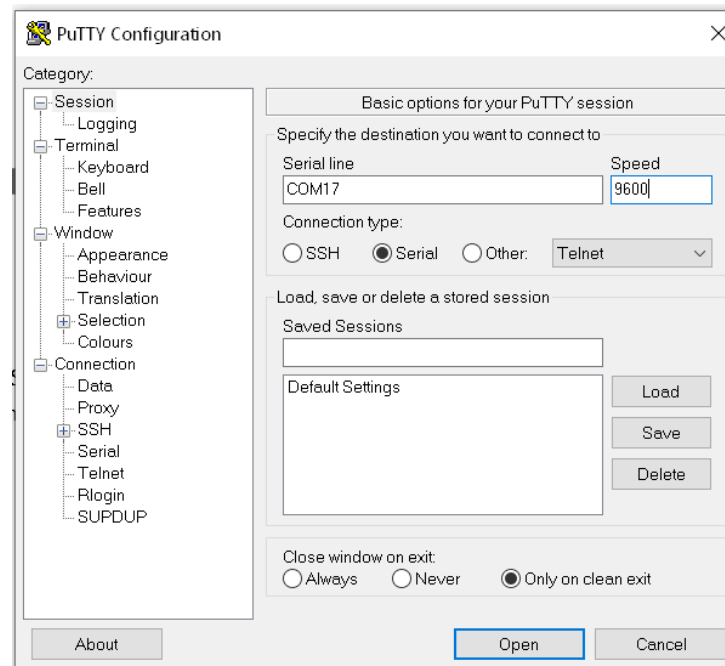 PuTTY Configuration
Category:
Session
Logging
Terminal
Keyboard
Bell
Features
Window
Appearance
Behaviour
Translation
Selection
Colours
Connection
Data
Proxy
SSH
Serial
Telnet
Rlogin
SUPDUP
Basic options for your PuTTY session
Specify the destination you want to connect to
Serial line Speed
COM17 9600
Connection type:
SSH Serial Other: Telnet
Load, save or delete a stored session
Saved Sessions
Default Settings
Load
Save
Delete
Close window on exit:
Always Never Only on clean exit
About Open Cancel